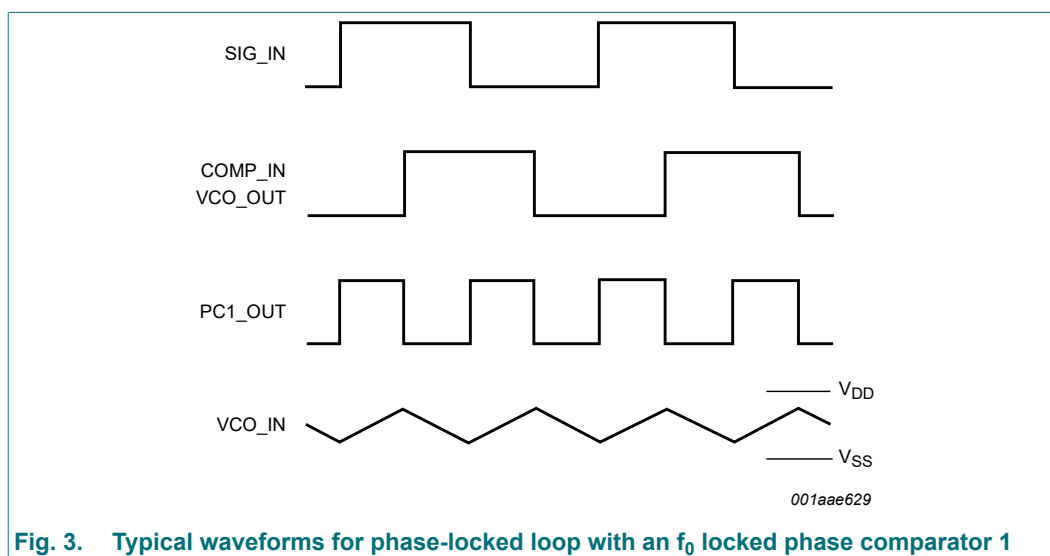 SIG_IN
COMP_IN
VCO_OUT
PC1_OUT
VCO_IN
VDD
VSS
001aae629
Fig. 3. Typical waveforms for phase-locked loop with an f0 locked phase comparator 1